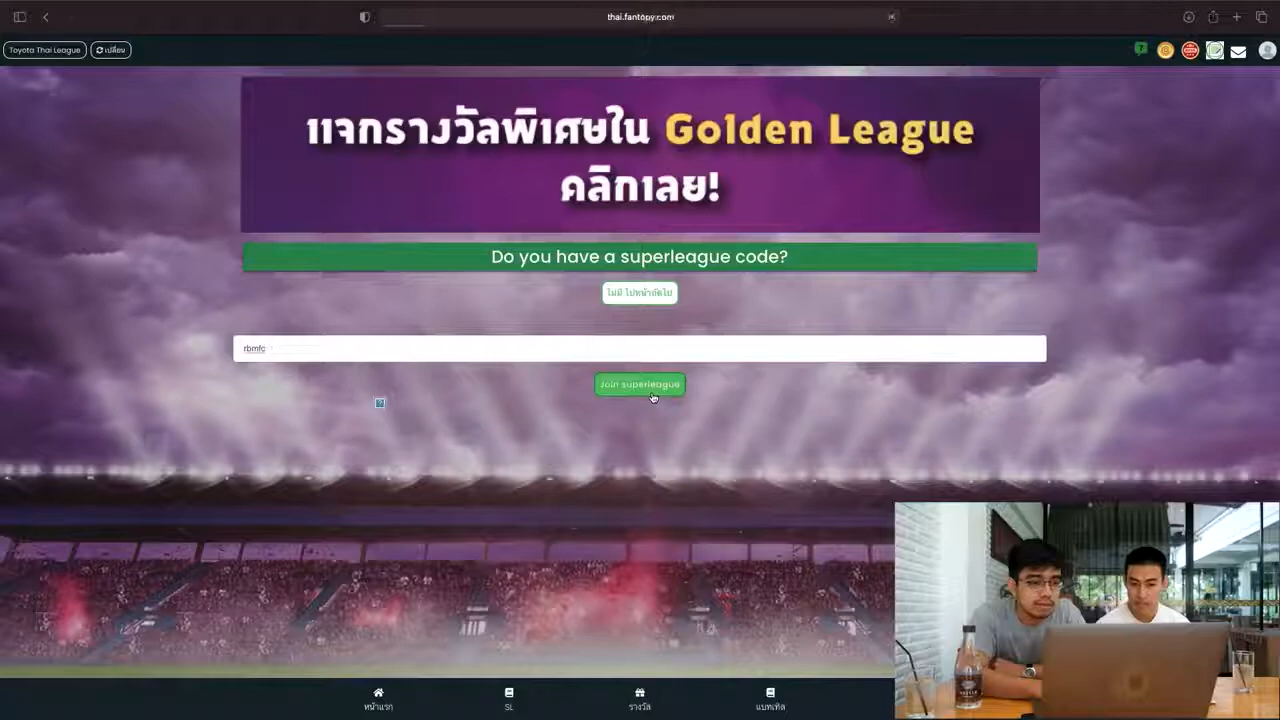 thai.fantopy.com
Toyota Thai League
เปลี่ยน
แจกรางวัลพิเศษใน Golden League
คลิกเลย!
Do you have a superleague code?
ไม่มี ไปหน้าถัดไป
rbmfc
Join superleague
หน้าแรก
SL
รางวัล
แบทเทิล